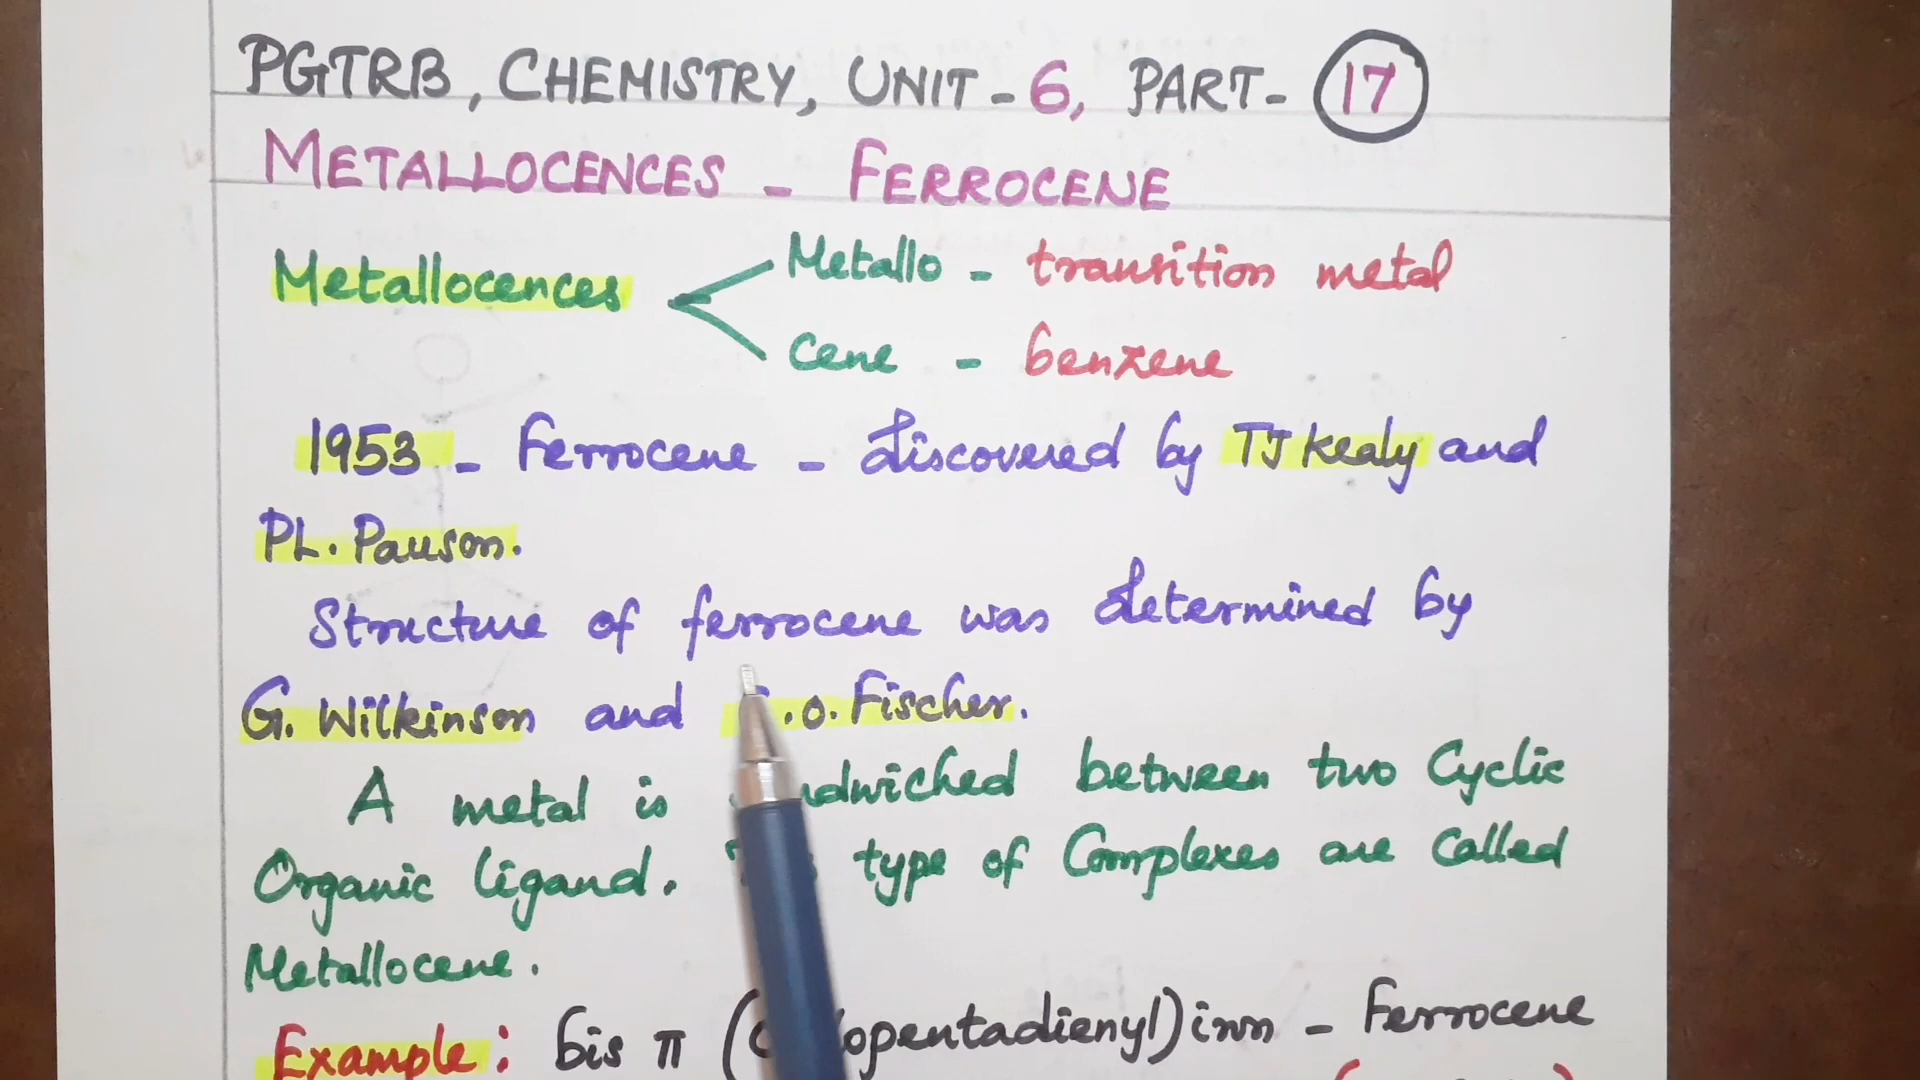 PGTRB, CHEMISTRY, UNIT - 6, PART - 17
METALLOCENCES - FERROCENE
Metallocences
Metallo - transition metal
Cene - benzene
1953 - Ferrocene - discovered by TJ Kealy and
PL. Pauson.
Structure of ferrocene was determined by
G. Wilkinson and .O. Fischer.
A metal is between two Cyclic
Organic ligand. type of Complexes are Called
Metallocene.
Example: bis π ( )iron - Ferrocene